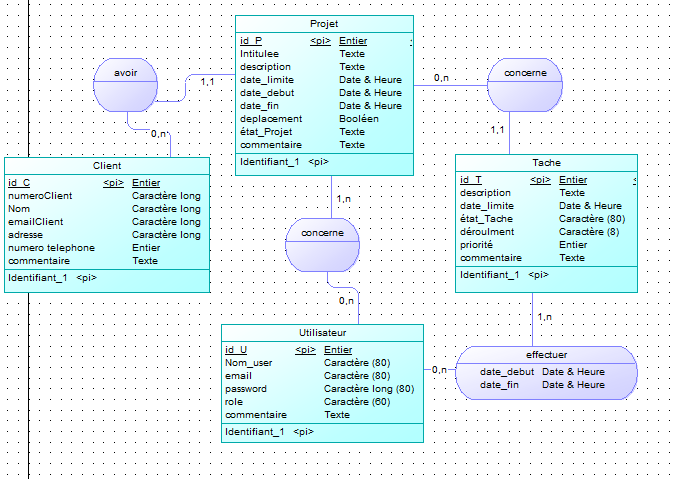 Projet
id_P <pi> Entier
Intitulee Texte
description Texte
date_limite Date & Heure
date_debut Date & Heure
date_fin Date & Heure
deplacement Booléen
état_Projet Texte
commentaire Texte
Identifiant_1 <pi>
avoir
1,1
0,n
concerne
0,n
1,1
Client
id_C <pi> Entier
numeroClient Caractère long
Nom Caractère long
emailClient Caractère long
adresse Caractère long
numero telephone Entier
commentaire Texte
Identifiant_1 <pi>
Tache
id_T <pi> Entier
description Texte
date_limite Date & Heure
état_Tache Caractère (80)
déroulment Caractère (8)
priorité Entier
commentaire Texte
Identifiant_1 <pi>
1,n
concerne
0,n
Utilisateur
id_U <pi> Entier
Nom_user Caractère (80)
email Caractère (80)
password Caractère long (80)
role Caractère (60)
commentaire Texte
Identifiant_1 <pi>
1,n
0,n
effectuer
date_debut Date & Heure
date_fin Date & Heure